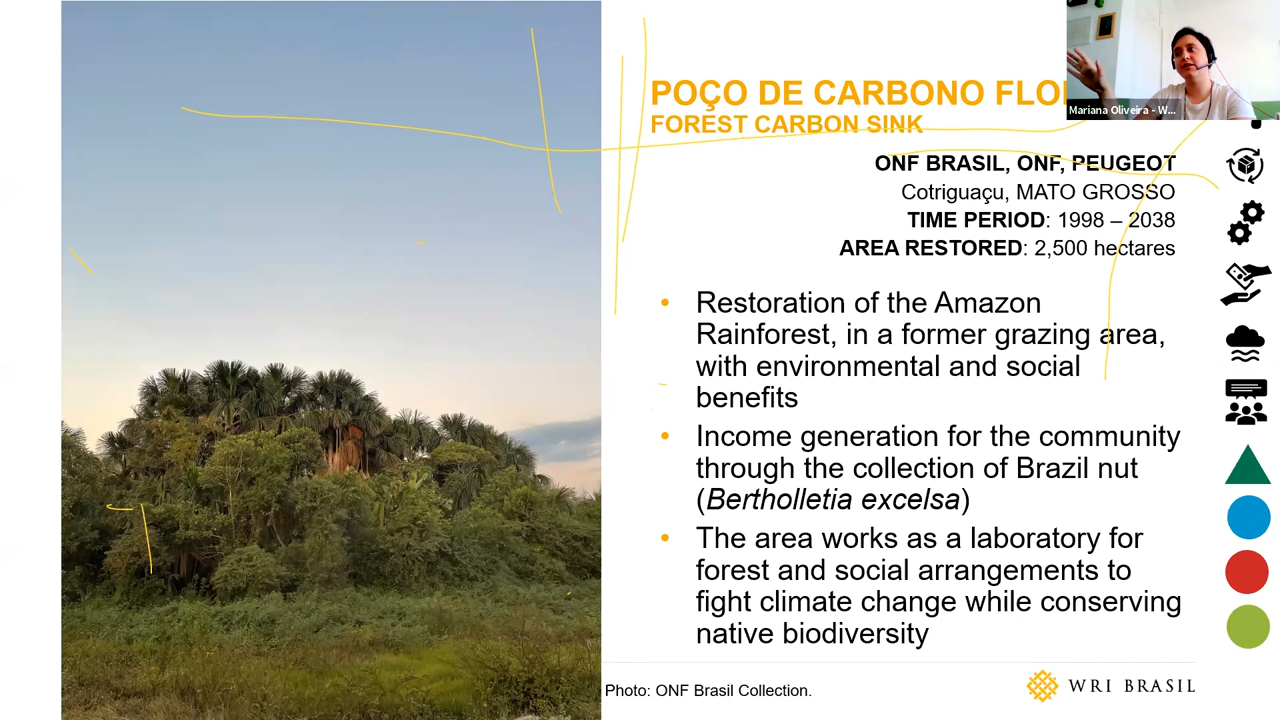 POÇO DE CARBONO
FOREST CARBON SINK
Mariana Oliveira - W...
ONF BRASIL, ONF, PEUGEOT
Cotriguaçu, MATO GROSSO
TIME PERIOD: 1998 – 2038
AREA RESTORED: 2,500 hectares
• Restoration of the Amazon
Rainforest, in a former grazing area,
with environmental and social
benefits
• Income generation for the community
through the collection of Brazil nut
(Bertholletia excelsa)
• The area works as a laboratory for
forest and social arrangements to
fight climate change while conserving
native biodiversity
Photo: ONF Brasil Collection.
WRI BRASIL